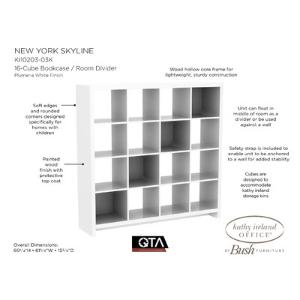 NEW YORK SKYLINE
KI10203-03K
16-Cube Bookcase / Room Divider
Plumeria White Finish
Wood hollow core frame for
lightweight, sturdy construction
Soft edges
and rounded
corners designed
specifically for
homes with
children
Unit can float in
middle of room as a
divider or be used
against a wall
Safety strap is included to
enable unit to be anchored
to a wall for added stability
Painted
wood
finish with
protective
top coat
Cubes are
designed to
accommodate
kathy ireland
storage bins
Overall Dimensions:
QTA
kathy ireland
OFFICE
BY Bush FURNITURE